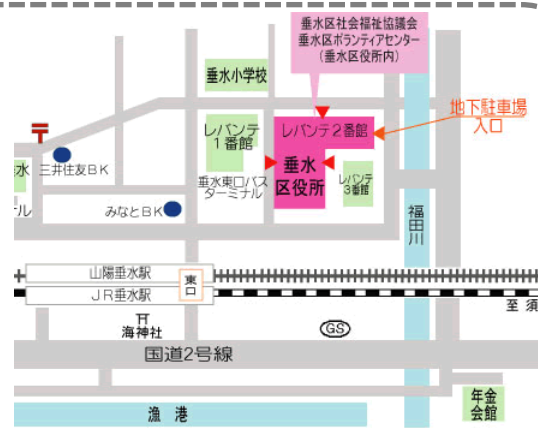 垂水区社会福祉協議会
垂水区ボランティアセンター
(垂水区役所内)
垂水小学校
地下駐車場
入口
レバンテ
1番館
レバンテ2番館
垂水
区役所
レバンテ
3番館
垂水東口バス
ターミナル
三井住友BK
垂水
ナル
みなとBK
福田川
山陽垂水駅
JR垂水駅
東口
至 須
海神社
GS
国道2号線
漁港
年金
会館